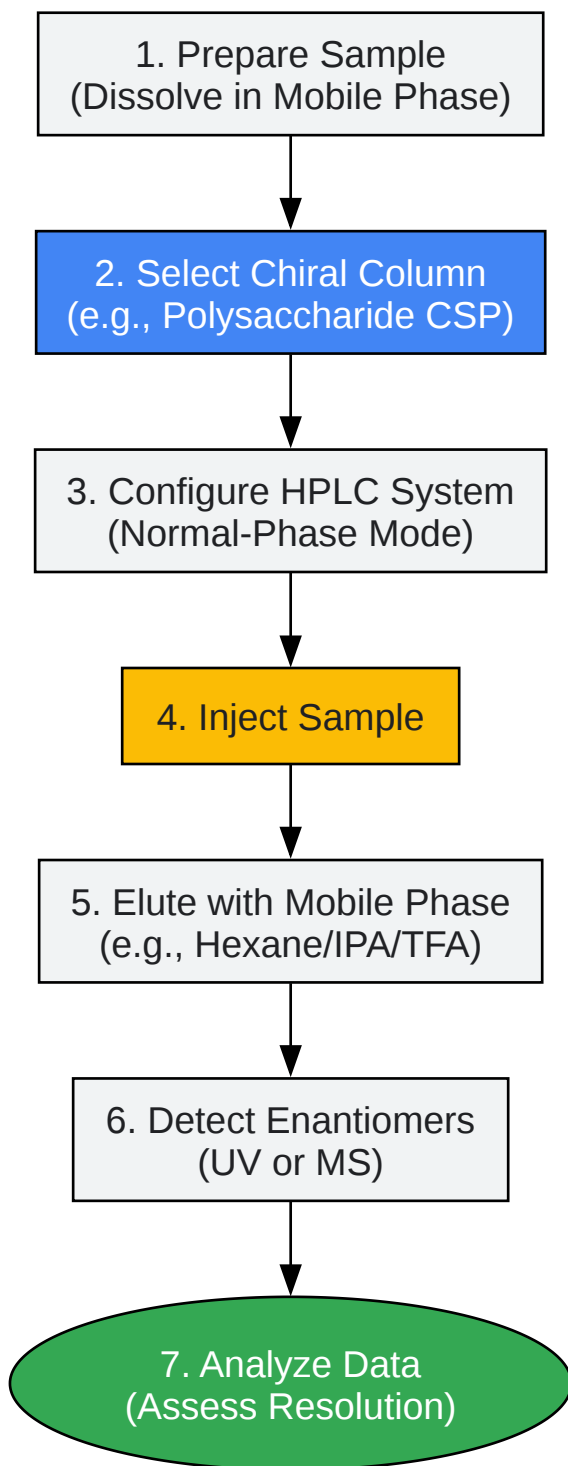 1. Prepare Sample
(Dissolve in Mobile Phase)
2. Select Chiral Column
(e.g., Polysaccharide CSP)
3. Configure HPLC System
(Normal-Phase Mode)
4. Inject Sample
5. Elute with Mobile Phase
(e.g., Hexane/IPA/TFA)
6. Detect Enantiomers
(UV or MS)
7. Analyze Data
(Assess Resolution)